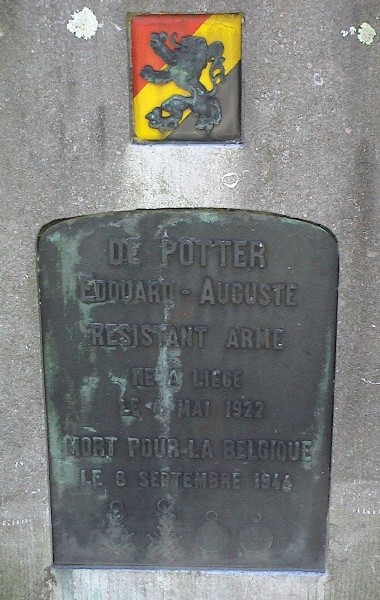 DE POTTER
EDOUARD - AUGUSTE
RESISTANT ARME
NE A LIEGE
LE MAI 1922
MORT POUR LA BELGIQUE
LE 8 SEPTEMBRE 1944